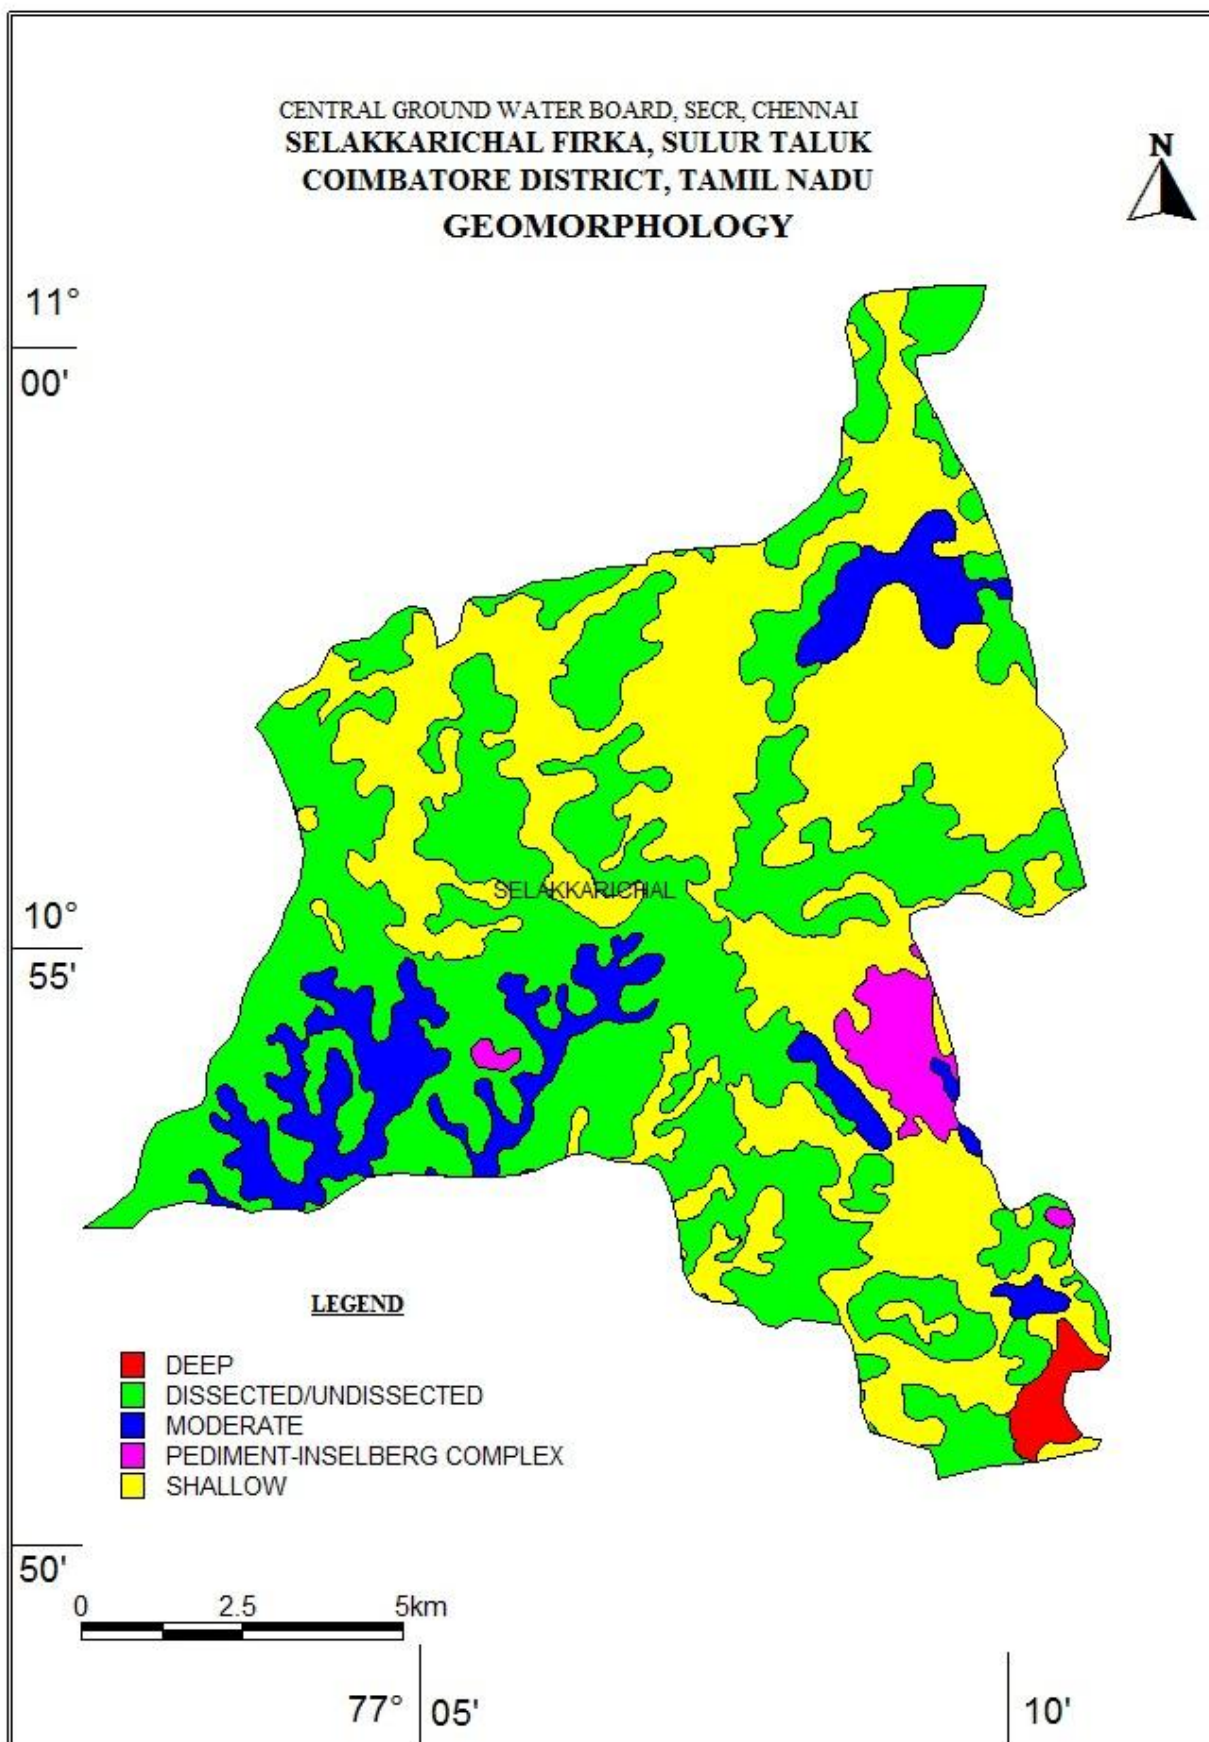 CENTRAL GROUND WATER BOARD, SECR, CHENNAI
SELAKKARICHAL FIRKA, SULUR TALUK
COIMBATORE DISTRICT, TAMIL NADU
GEOMORPHOLOGY
N
11°
00'
SELAKKARICHAL
10°
55'
LEGEND
DEEP
DISSECTED/UNDISSECTED
MODERATE
PEDIMENT-INSELBERG COMPLEX
SHALLOW
50'
0 2.5 5km
77° 05' 10'